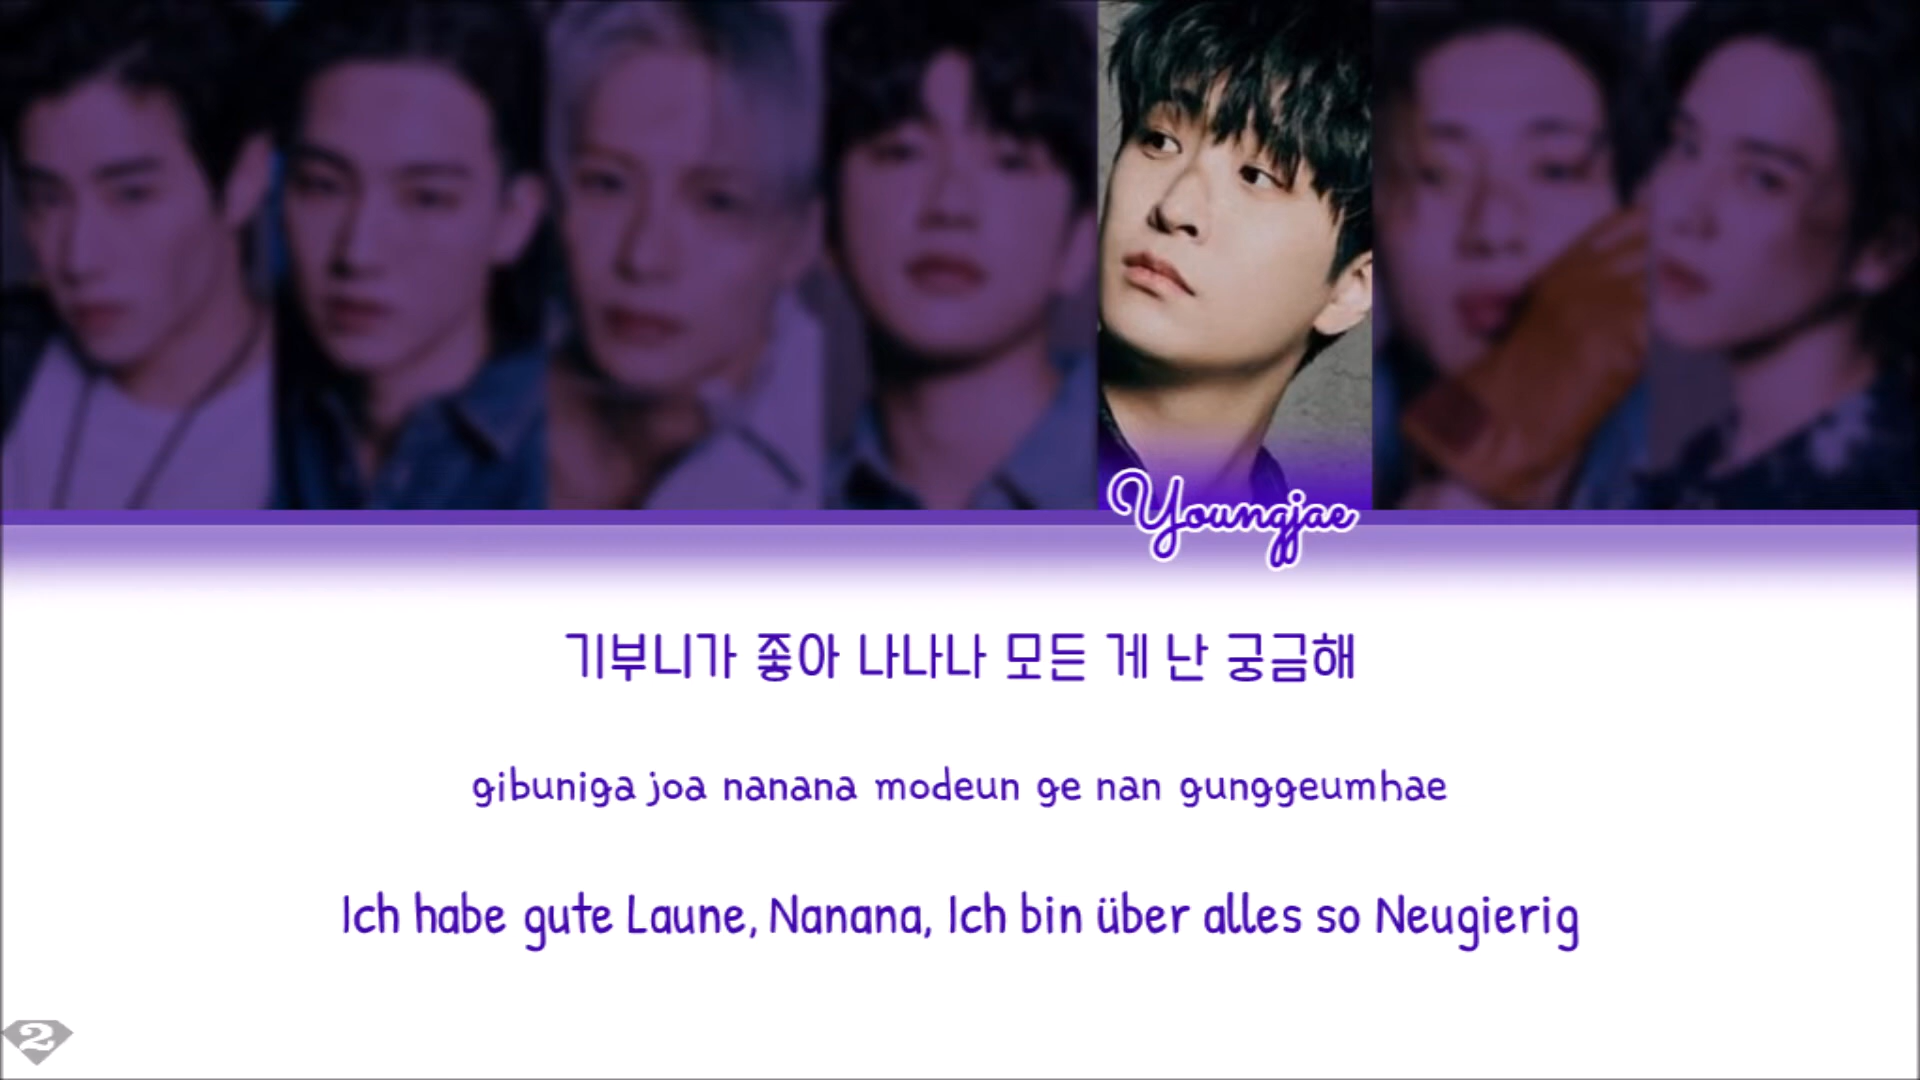 Youngjae
기부니가 좋아 나나나 모든 게 난 궁금해
gibuniga joa nanana modeun ge nan gunggeumhae
Ich habe gute Laune, Nanana, Ich bin über alles so Neugierig
2